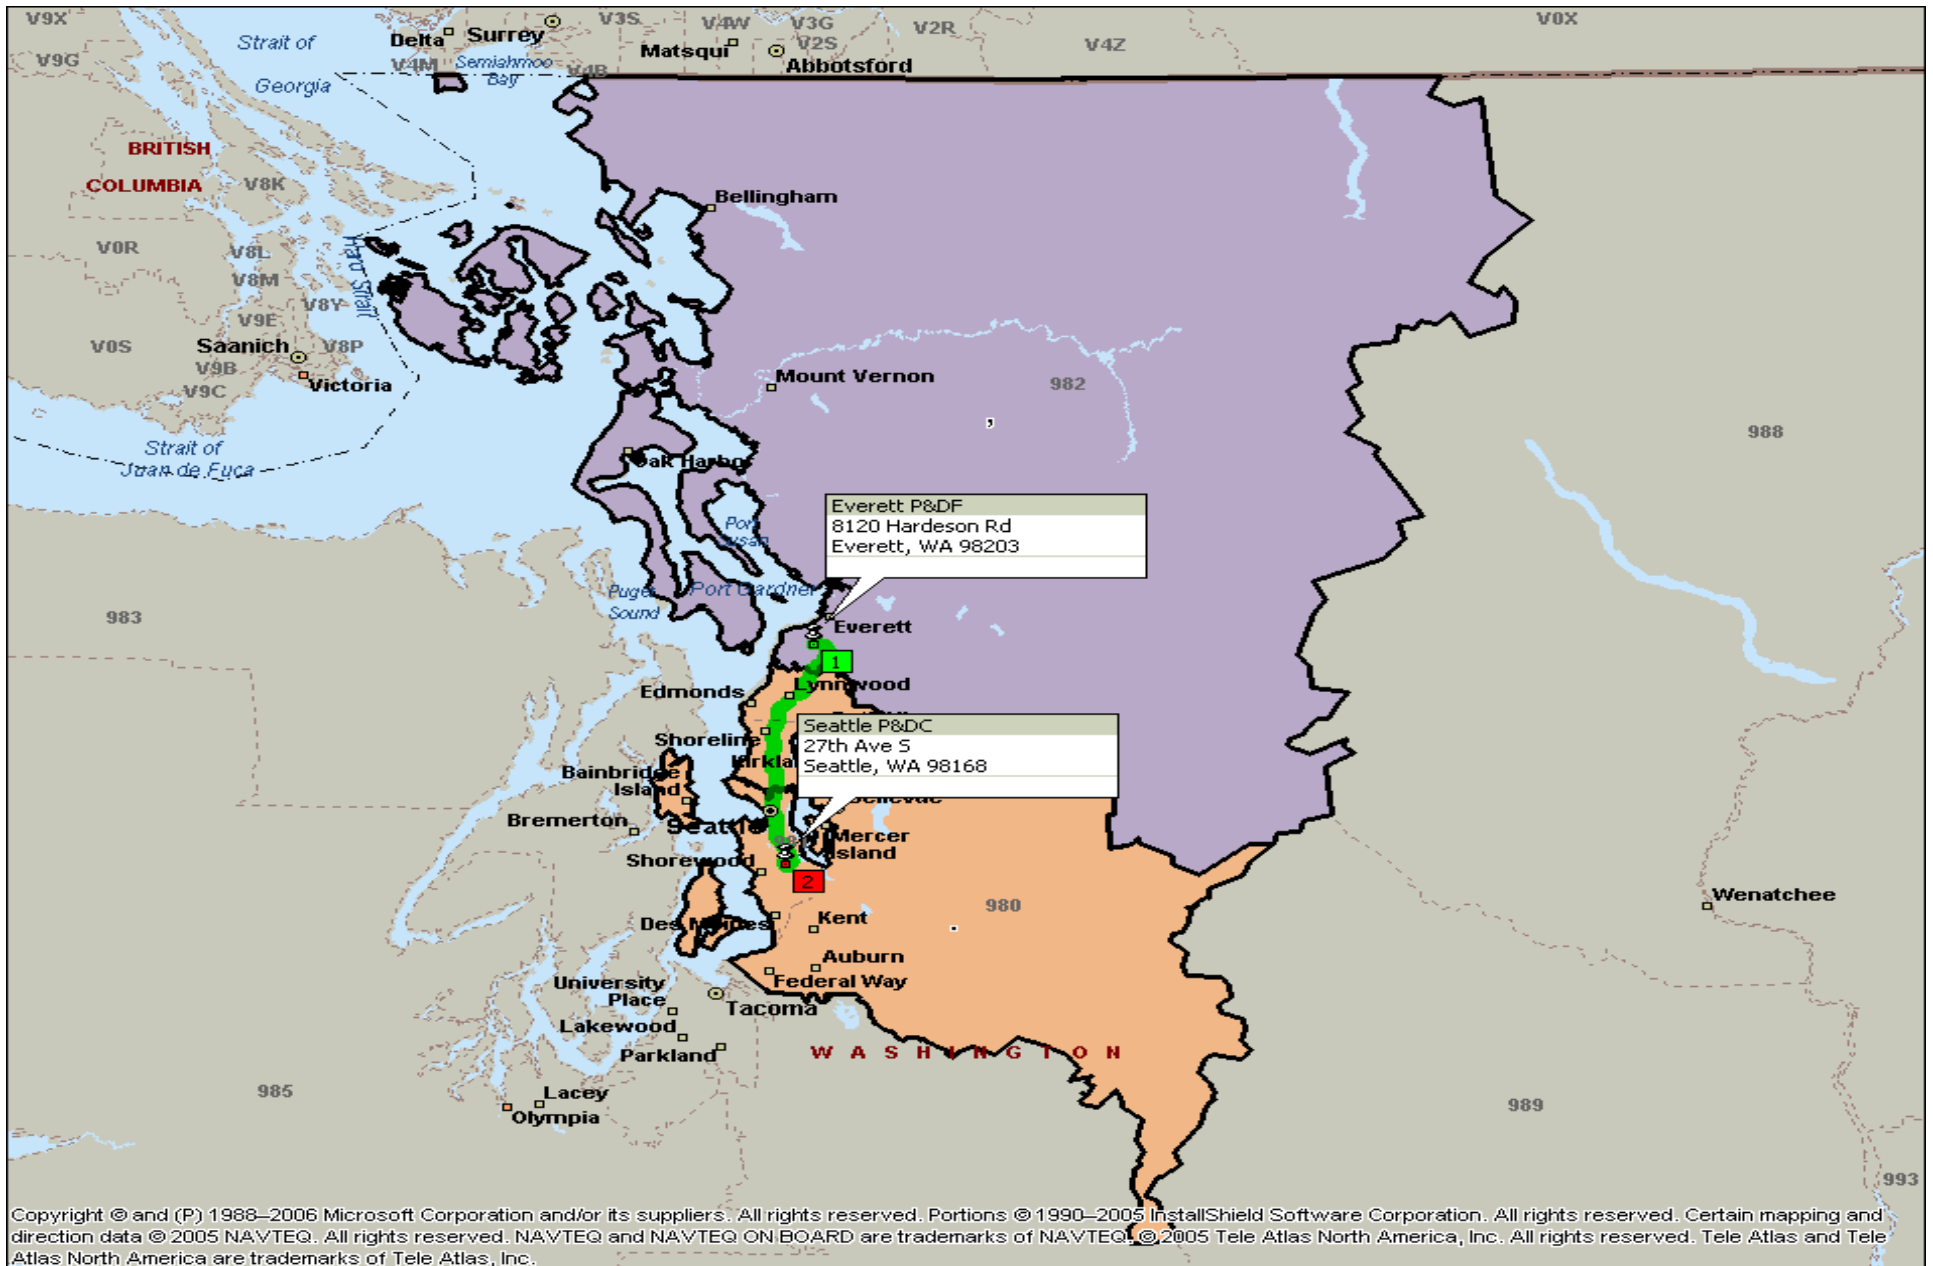 V9X
V3S
V4W
V3G
V2R
V0X
Strait of
Georgia
Delta
Surrey
Matsqui
V2S
V4Z
V9G
V4M
Semiahmoo
Bay
V4B
Abbotsford
BRITISH
COLUMBIA
V8K
Bellingham
V0R
V8L
V8M
Haro Strait
V8Y
V9E
V0S
Saanich
V8P
V9B
V9C
Victoria
Mount Vernon
982
988
Strait of
Juan de Fuca
Oak Harbor
Everett P&DF
8120 Hardeson Rd
Everett, WA 98203
Port
Susan
Puget
Sound
Port Gardner
983
Everett
1
Edmonds
Lynnwood
Seattle P&DC
27th Ave S
Seattle, WA 98168
Shoreline
Bainbridge
Island
Bellevue
Bremerton
Seattle
Mercer
Island
Shorewood
2
Wenatchee
980
Des Moines
Kent
Auburn
Federal Way
University
Place
Tacoma
Lakewood
Parkland
WASHINGTON
985
Lacey
Olympia
989
993
Copyright © and (P) 1988–2006 Microsoft Corporation and/or its suppliers. All rights reserved. Portions © 1990–2005 InstallShield Software Corporation. All rights reserved. Certain mapping and
direction data © 2005 NAVTEQ. All rights reserved. NAVTEQ and NAVTEQ ON BOARD are trademarks of NAVTEQ. © 2005 Tele Atlas North America, Inc. All rights reserved. Tele Atlas and Tele
Atlas North America are trademarks of Tele Atlas, Inc.